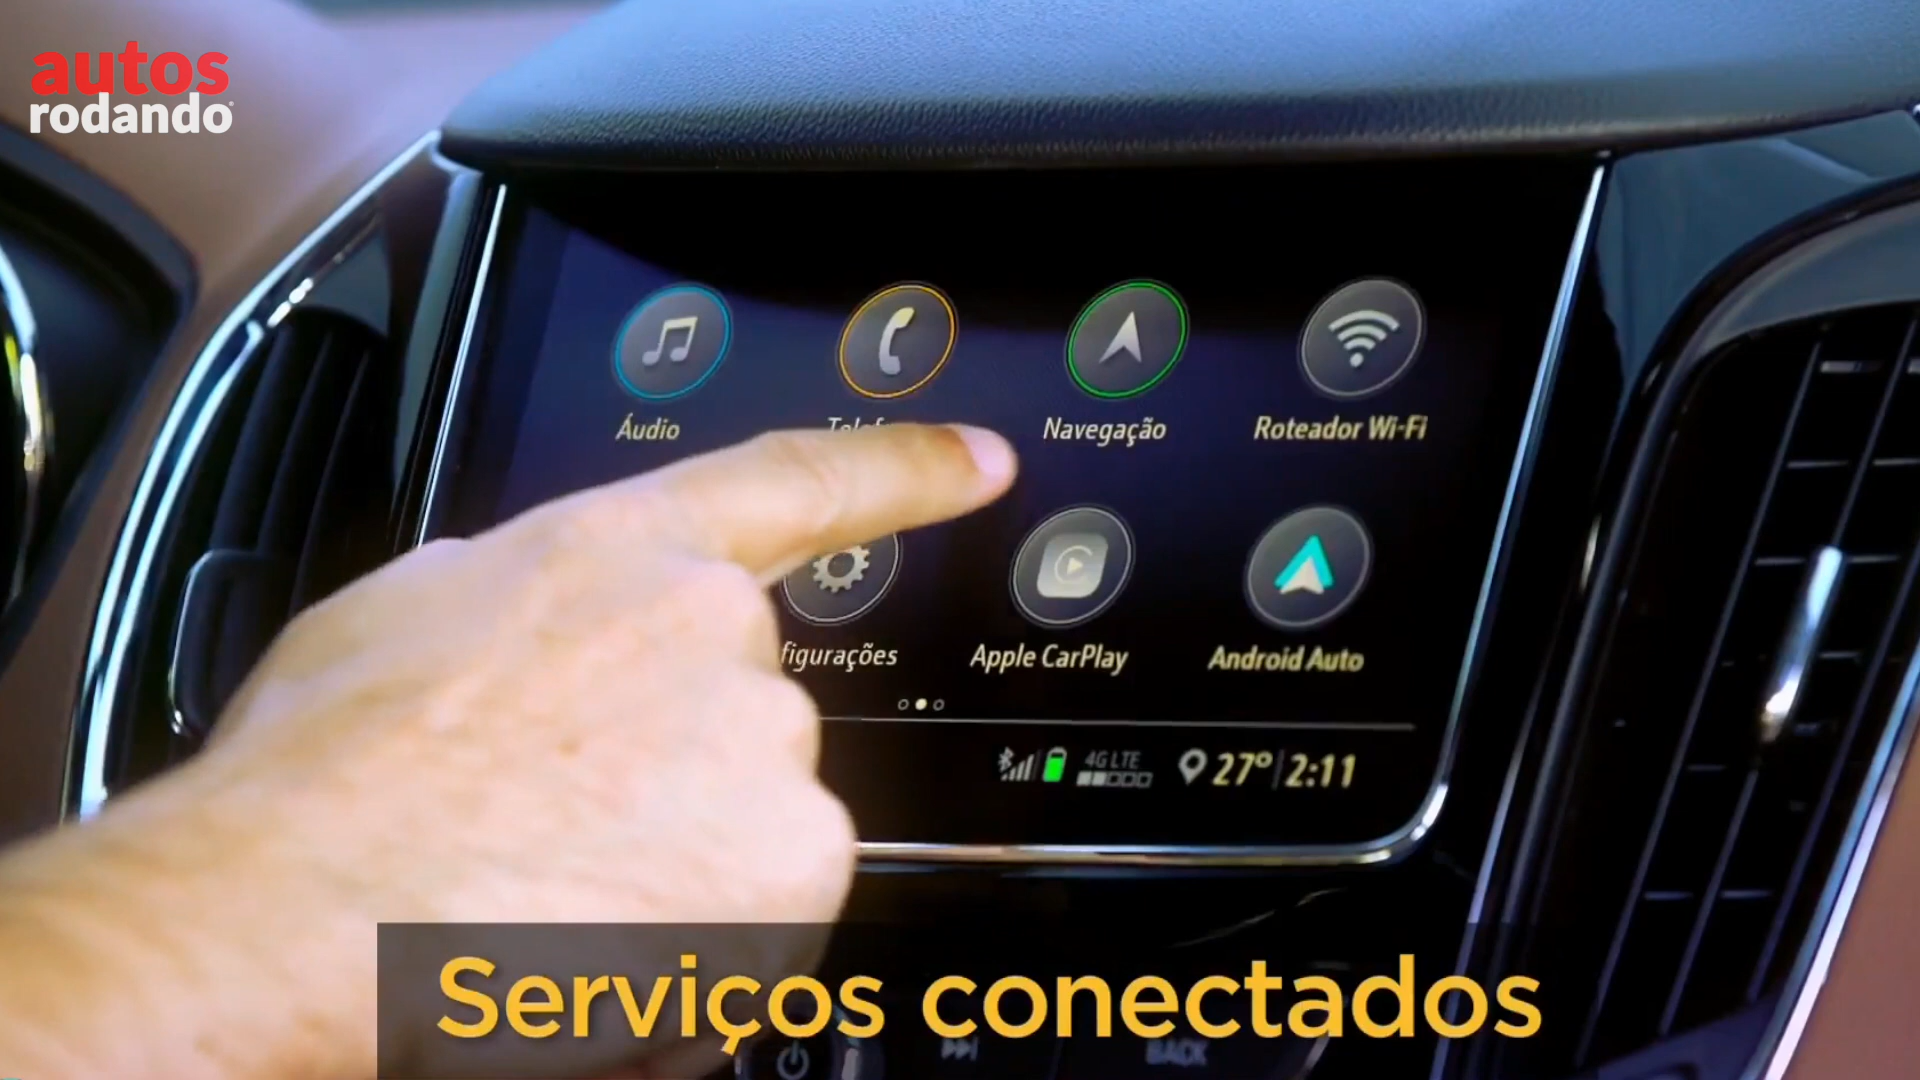 autos
rodando
Áudio
Navegação
Roteador Wi-Fi
figurações
Apple CarPlay
Android Auto
4G LTE
27° 2:11
Serviços conectados
BACK